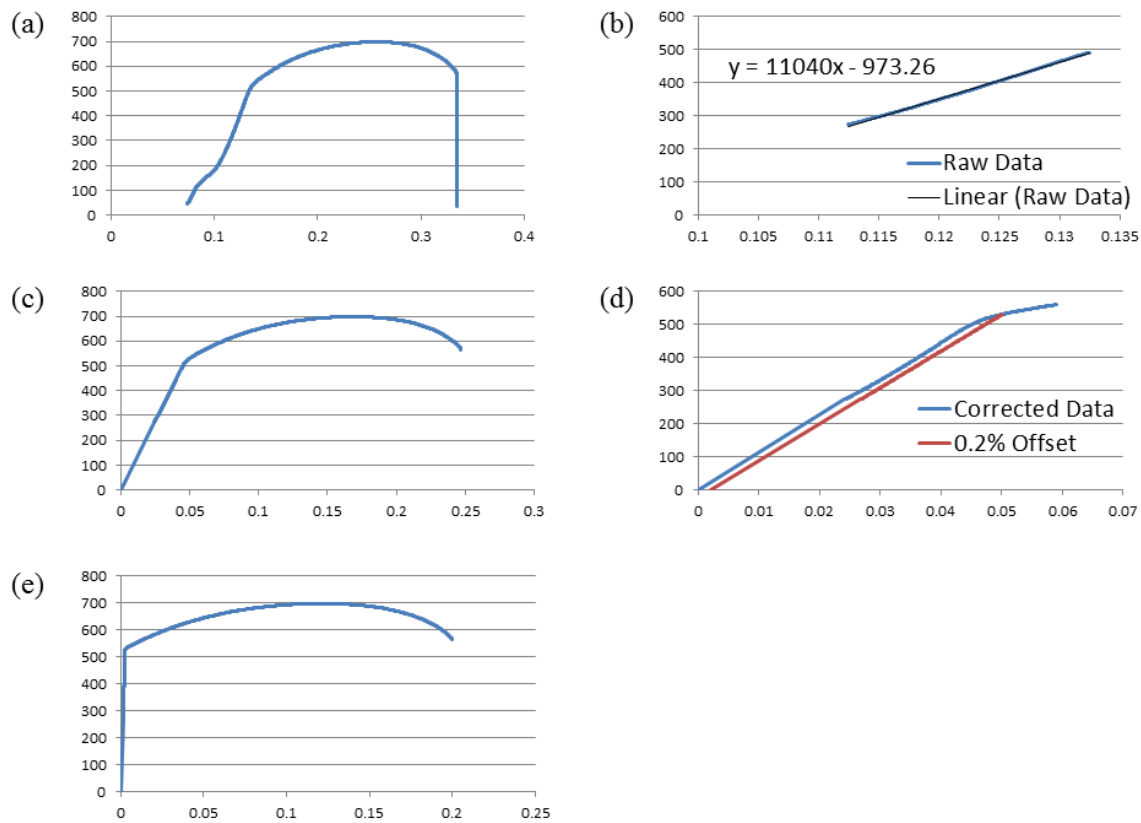 (a)
800
700
600
500
400
300
200
100
0
0 0.1 0.2 0.3 0.4
(b)
600
500
400
300
200
100
0
y = 11040x - 973.26
Raw Data
Linear (Raw Data)
0.1 0.105 0.11 0.115 0.12 0.125 0.13 0.135
(c)
800
700
600
500
400
300
200
100
0
0 0.05 0.1 0.15 0.2 0.25 0.3
(d)
600
500
400
300
200
100
0
Corrected Data
0.2% Offset
0 0.01 0.02 0.03 0.04 0.05 0.06 0.07
(e)
800
700
600
500
400
300
200
100
0
0 0.05 0.1 0.15 0.2 0.25